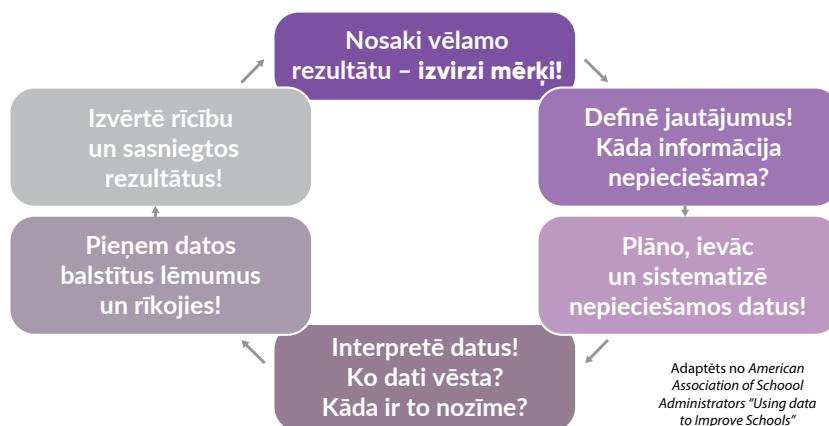 Nosaki vēlamo
rezultātu – izvirzi mērķi!
Definē jautājumus!
Kāda informācija
nepieciešama?
Plāno, ievāc
un sistematizē
nepieciešamos datus!
Interpretē datus!
Ko dati vēsta?
Kāda ir to nozīme?
Pieņem datos
balstītus lēmumus
un rīkojies!
Izvērtē rīcību
un sasniegtos
rezultātus!
Adaptēts no American
Association of Schoool
Administrators “Using data
to Improve Schools”